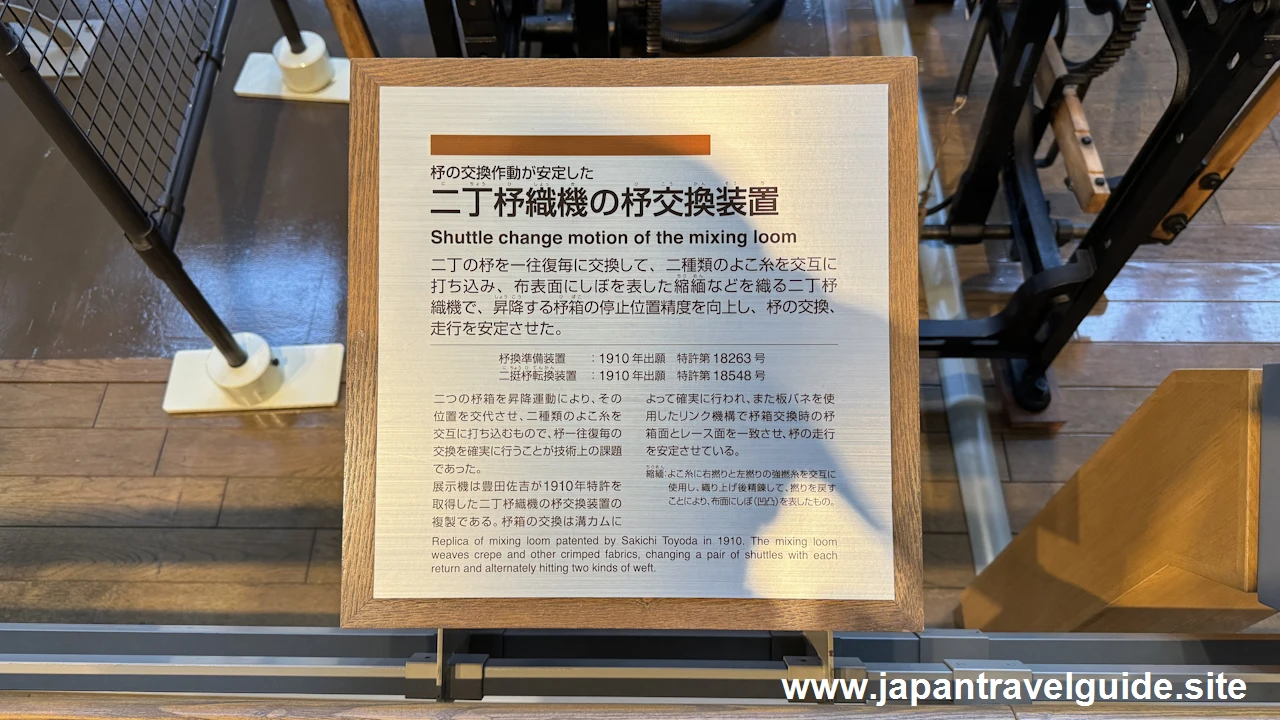 杼の交換作動が安定した
二丁杼織機の杼交換装置
Shuttle change motion of the mixing loom
二丁の杼を一往復毎に交換して、二種類のよこ糸を交互に
打ち込み、布表面にしぼを表した縮緬などを織る二丁杼
織機で、昇降する杼箱の停止位置精度を向上し、杼の交換、
走行を安定させた。
杼換準備装置 : 1910 年出願 特許第 18263 号
二挺杼転換装置 : 1910 年出願 特許第 18548 号
二つの杼箱を昇降運動により、その
位置を交代させ、二種類のよこ糸を
交互に打ち込むもので、杼一往復毎の
交換を確実に行うことが技術上の課題
であった。
展示機は豊田佐吉が1910年特許を
取得した二丁杼織機の杼交換装置の
複製である。杼箱の交換は溝カムに
よって確実に行われ、また板バネを使
用したリンク機構で杼箱交換時の杼
箱面とレース面を一致させ、杼の走行
を安定させている。
縮緬:よこ糸に右撚りと左撚りの強撚糸を交互に
使用し、織り上げ後精錬して、撚りを戻す
ことにより、布面にしぼ(凹凸)を表したもの。
Replica of mixing loom patented by Sakichi Toyoda in 1910. The mixing loom
weaves crepe and other crimped fabrics, changing a pair of shuttles with each
return and alternately hitting two kinds of weft.
www.japantravelguide.site